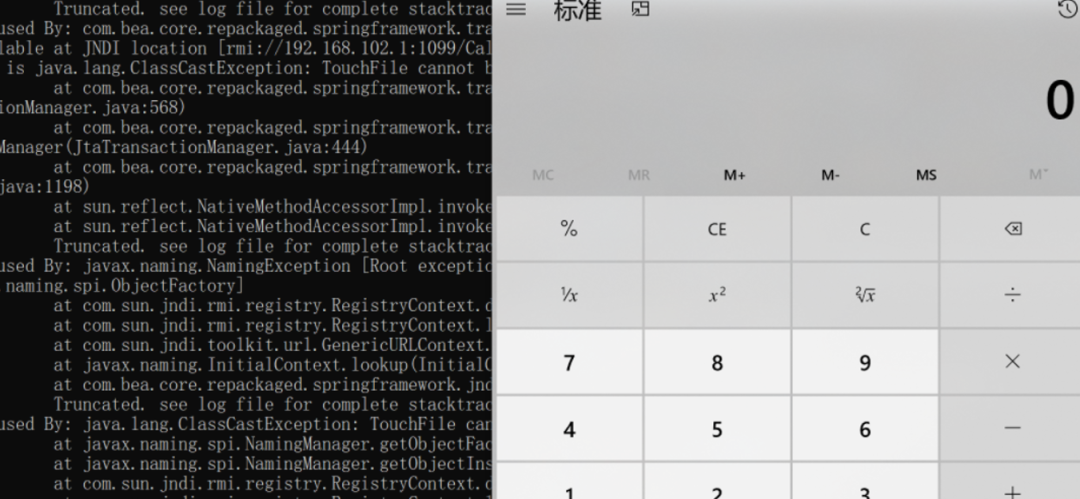 Truncated. see log file for complete stacktrac
used By: com.bea.core.repackaged.springframework.tra
lable at JNDI location [rmi://192.168.102.1:1099/Cal
is java.lang.ClassCastException: TouchFile cannot b
at com.bea.core.repackaged.springframework.tra
ionManager.java:568)
at com.bea.core.repackaged.springframework.tra
Manager(JtaTransactionManager.java:444)
at com.bea.core.repackaged.springframework.tra
java:1198)
at sun.reflect.NativeMethodAccessorImpl.invoke
at sun.reflect.NativeMethodAccessorImpl.invoke
Truncated. see log file for complete stacktrac
used By: javax.naming.NamingException [Root exceptio
.naming.spi.ObjectFactory]
at com.sun.jndi.rmi.registry.RegistryContext.d
at com.sun.jndi.rmi.registry.RegistryContext.l
at com.sun.jndi.toolkit.url.GenericURLContext.
at javax.naming.InitialContext.lookup(InitialC
at com.bea.core.repackaged.springframework.jnd
Truncated. see log file for complete stacktrac
used By: java.lang.ClassCastException: TouchFile can
at javax.naming.spi.NamingManager.getObjectFac
at javax.naming.spi.NamingManager.getObjectIns
at com.sun.jndi.rmi.registry.RegistryContext.d
标准
0
MC MR M+ M- MS M˅
% CE C
¹/x x² ²√x ÷
7 8 9 ×
4 5 6 −
1 2 3 +